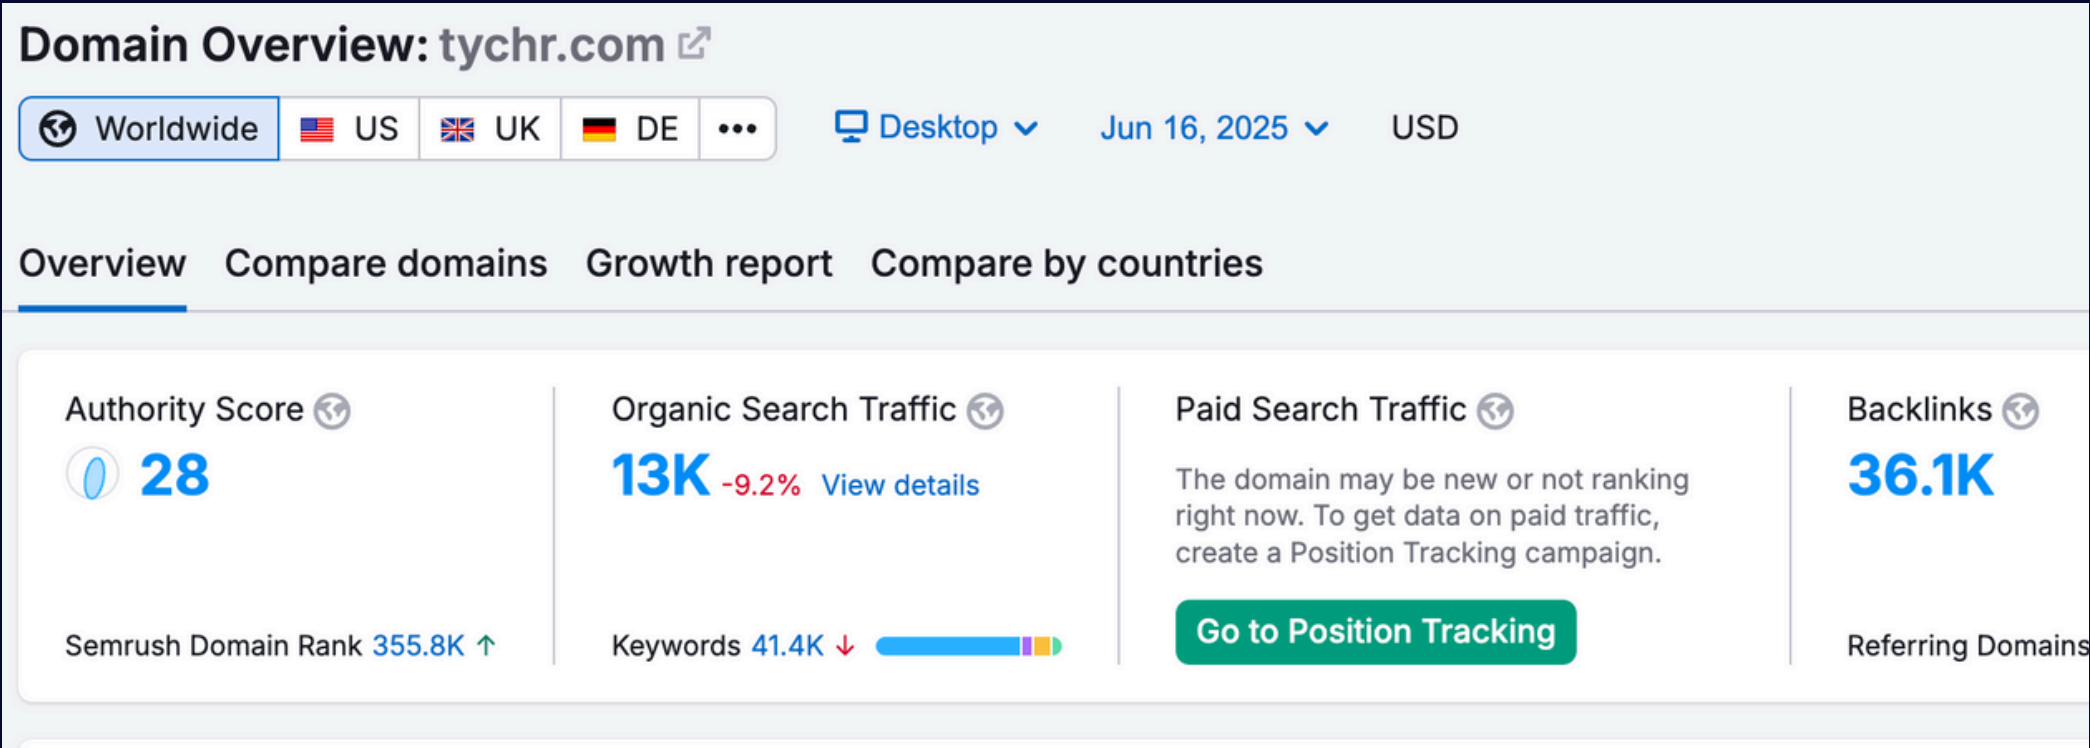 Domain Overview: tychr.com
Worldwide US UK DE ••• Desktop Jun 16, 2025 USD
Overview Compare domains Growth report Compare by countries
Authority Score
28
Semrush Domain Rank 355.8K ↑
Organic Search Traffic
13K -9.2% View details
Keywords 41.4K ↓
Paid Search Traffic
The domain may be new or not ranking
right now. To get data on paid traffic,
create a Position Tracking campaign.
Go to Position Tracking
Backlinks
36.1K
Referring Domains